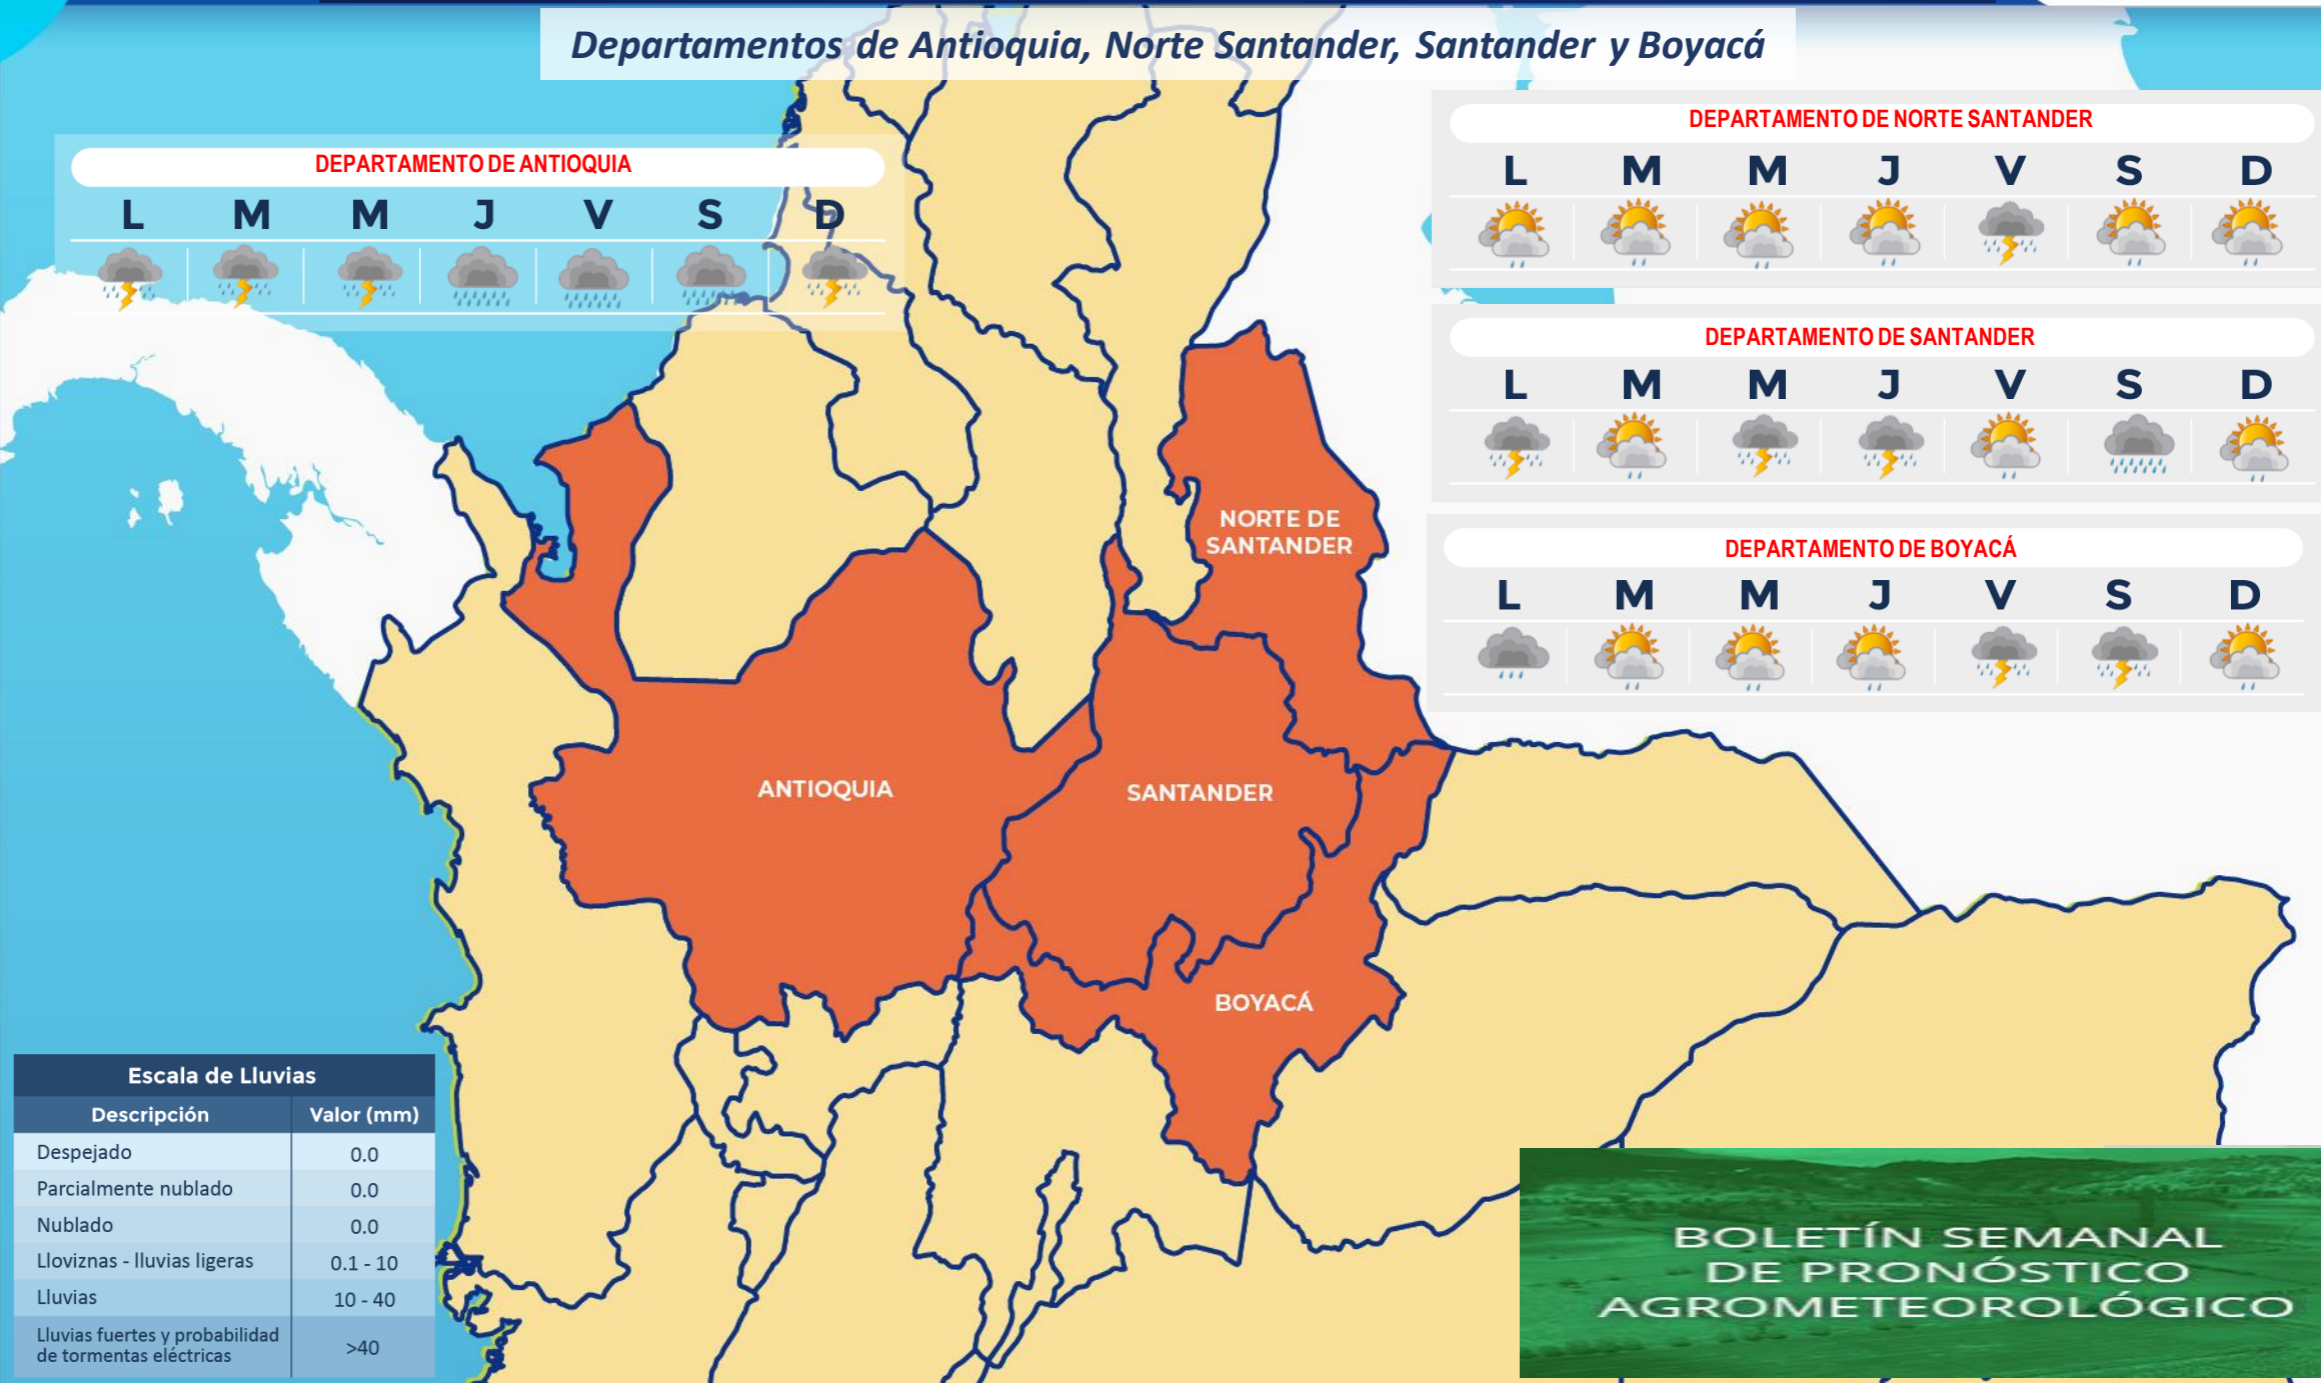 Departamentos de Antioquia, Norte Santander, Santander y Boyacá
DEPARTAMENTO DE ANTIOQUIA
L M M J V S D
DEPARTAMENTO DE NORTE SANTANDER
L M M J V S D
DEPARTAMENTO DE SANTANDER
L M M J V S D
DEPARTAMENTO DE BOYACÁ
L M M J V S D
NORTE DE
SANTANDER
ANTIOQUIA
SANTANDER
BOYACÁ
Escala de Lluvias
Descripción Valor (mm)
Despejado 0.0
Parcialmente nublado 0.0
Nublado 0.0
Lloviznas - lluvias ligeras 0.1 - 10
Lluvias 10 - 40
Lluvias fuertes y probabilidad
de tormentas eléctricas >40
BOLETÍN SEMANAL
DE PRONÓSTICO
AGROMETEOROLÓGICO